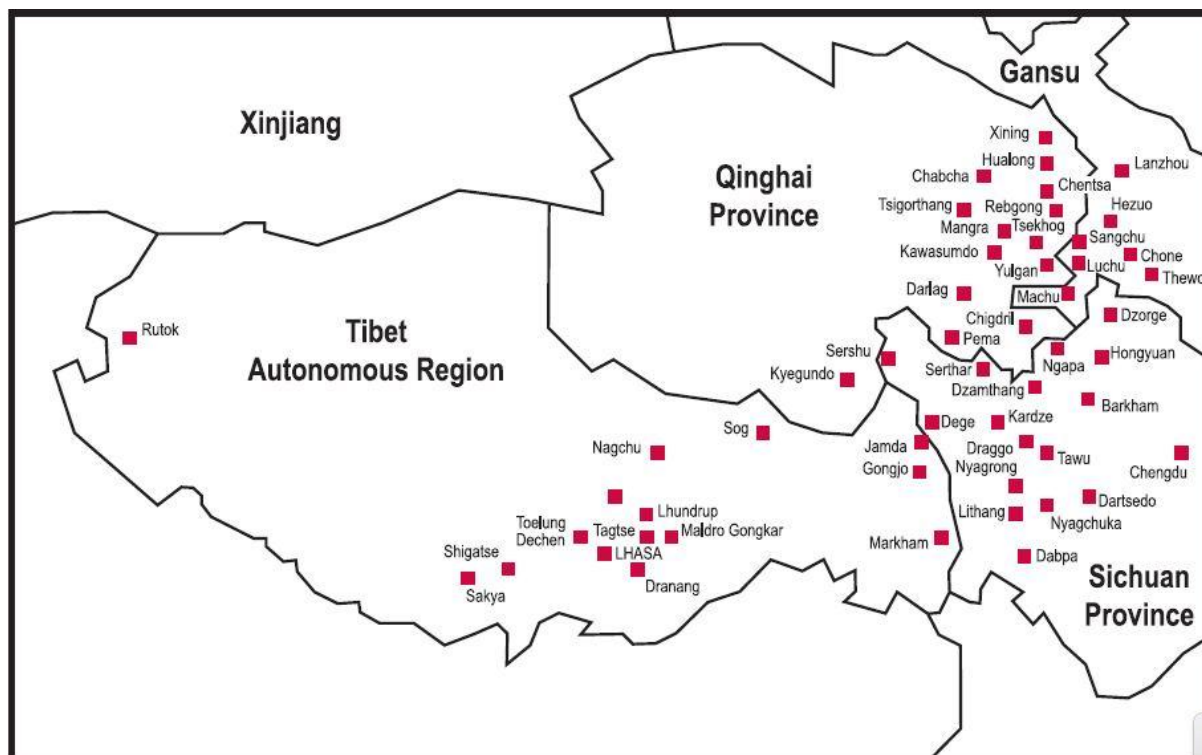 Gansu
Xinjiang
Xining
Hualong
Lanzhou
Chabcha
Qinghai
Province
Chentsa
Tsigorthang
Rebgong
Hezuo
Mangra
Tsekhog
Sangchu
Kawasumdo
Chone
Yulgan
Luchu
Thewo
Darlag
Machu
Dzorge
Chigdril
Rutok
Tibet
Autonomous Region
Pema
Sershu
Ngapa
Hongyuan
Serthar
Kyegundo
Dzamthang
Barkham
Dege
Kardze
Sog
Jamda
Draggo
Nagchu
Tawu
Chengdu
Gongjo
Nyagrong
Dartsedo
Lhundrup
Lithang
Nyagchuka
Toelung
Dechen
Tagtse
Maldro Gongkar
Markham
LHASA
Shigatse
Dabpa
Sakya
Dranang
Sichuan
Province